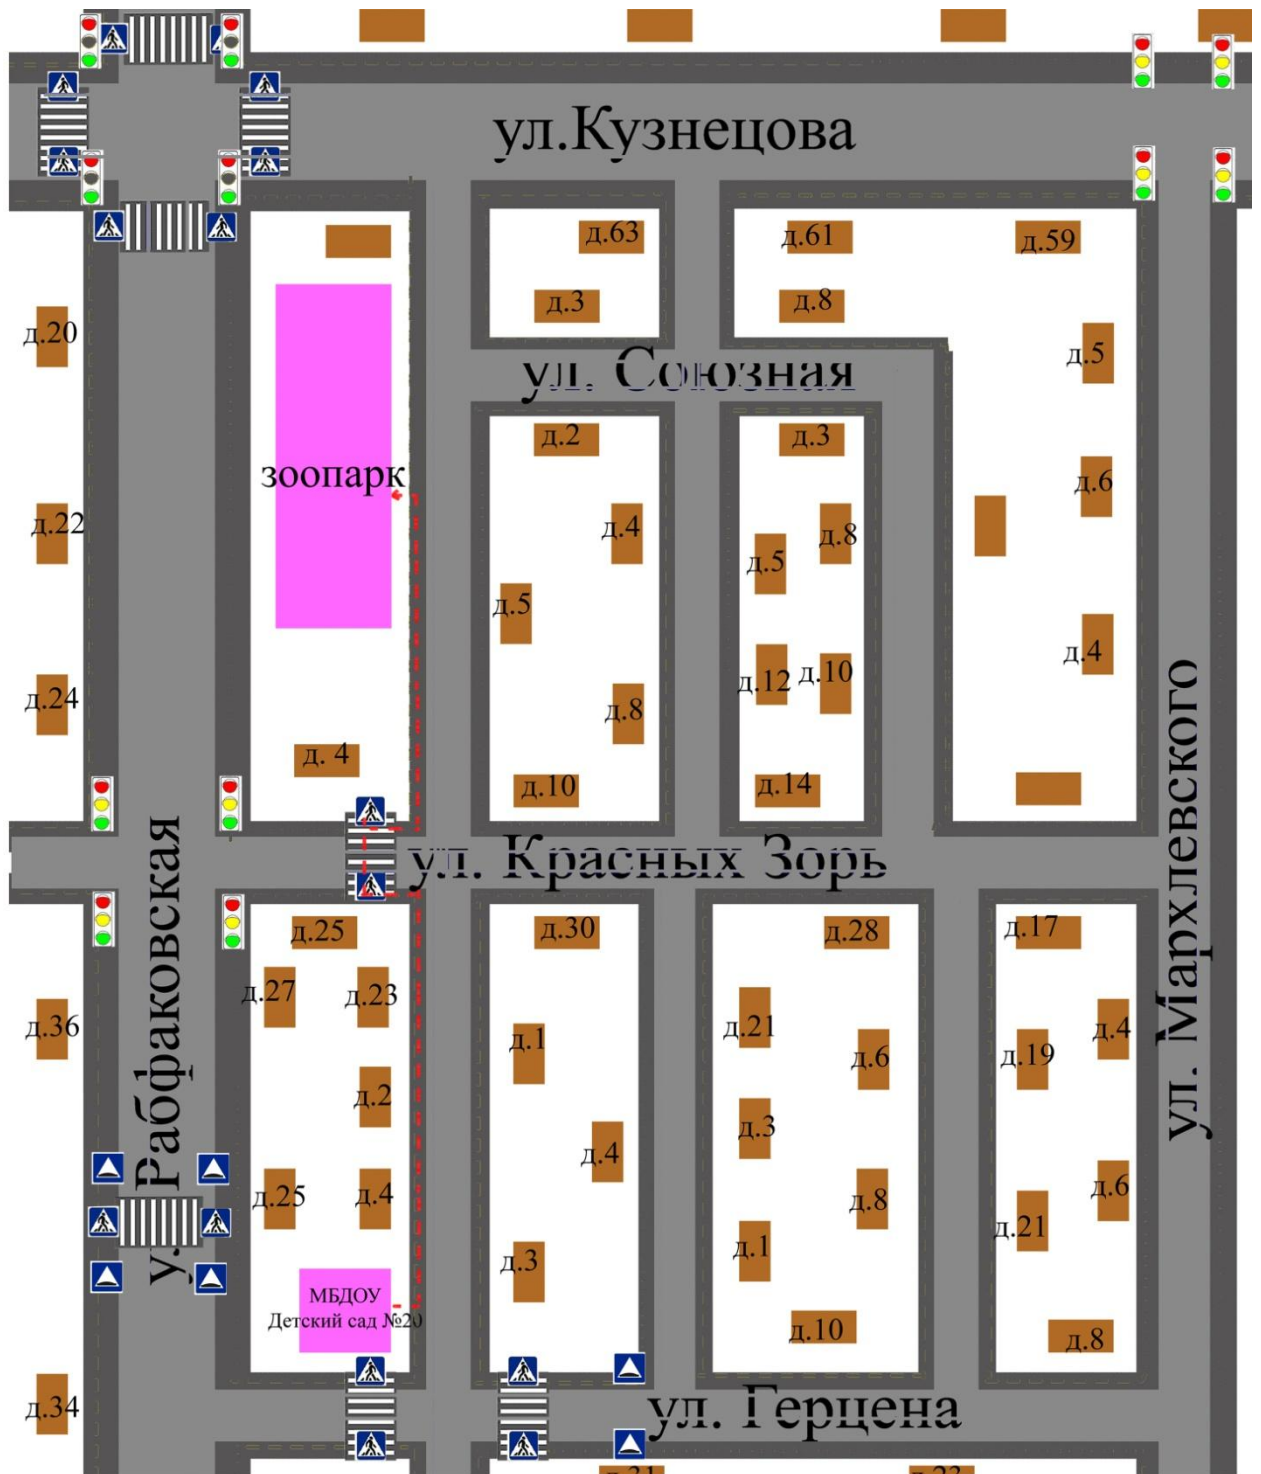 ул.Кузнецова
д.63
д.61
д.59
д.3
д.8
д.20
д.5
ул. Союзная
д.2
д.3
зоопарк
д.6
д.22
д.4
д.8
д.5
д.5
д.4
д.12
д.10
д.24
д.8
д. 4
д.10
д.14
ул. Красных Зорь
ул. Мархлевского
Рабфаковская
д.25
д.30
д.28
д.17
д.27
д.23
д.36
д.1
д.21
д.6
д.19
д.4
д.2
д.3
д.4
д.25
д.4
д.8
д.6
д.21
д.3
д.1
МБДОУ
Детский сад №20
д.10
д.8
д.34
ул. Герцена